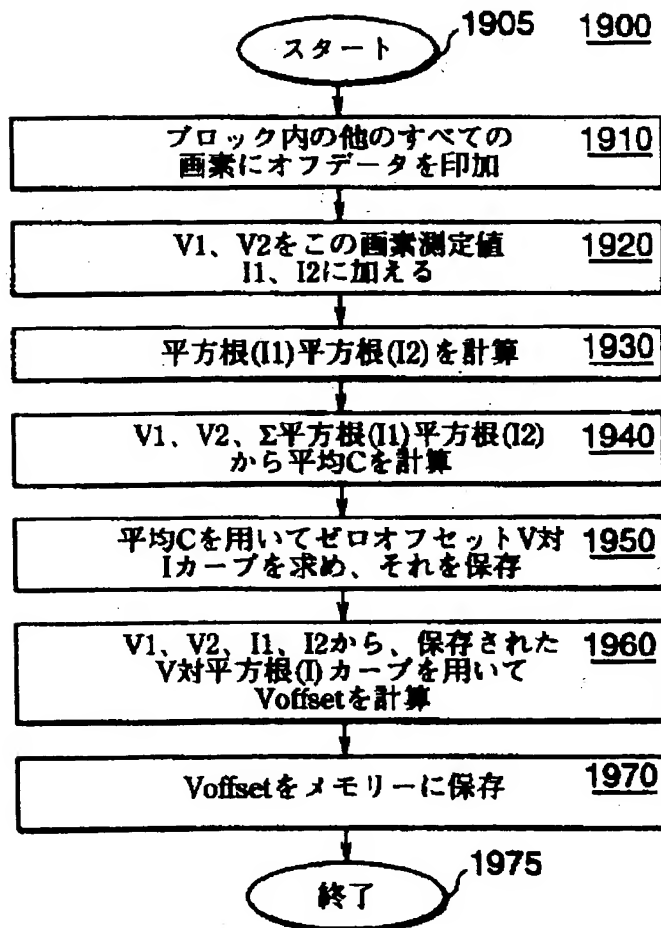 スタート
1905
1900
ブロック内の他のすべての
画素にオフデータを印加
1910
V1、V2をこの画素測定値
I1、I2に加える
1920
平方根(I1)平方根(I2)を計算
1930
V1、V2、Σ平方根(I1)平方根(I2)
から平均Cを計算
1940
平均Cを用いてゼロオフセットV対
Iカーブを求め、それを保存
1950
V1、V2、I1、I2から、保存された
V対平方根(I)カーブを用いて
Voffsetを計算
1960
Voffsetをメモリーに保存
1970
終了
1975